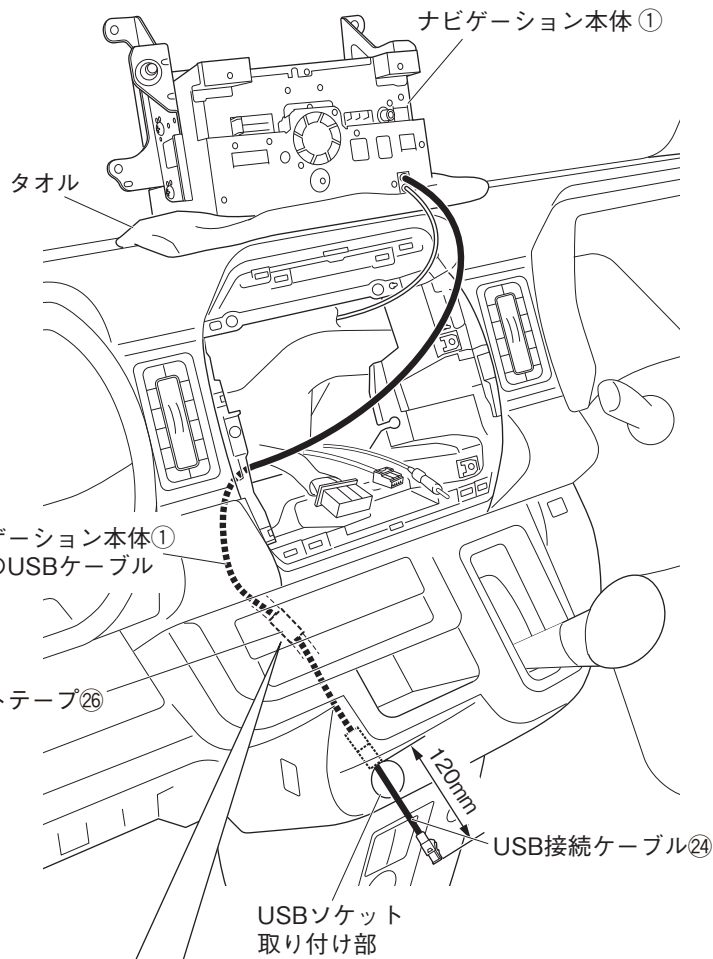 ナビゲーション本体①
タオル
ゲーション本体①
のUSBケーブル
トテープ㉖
120mm
USB接続ケーブル㉔
USBソケット
取り付け部